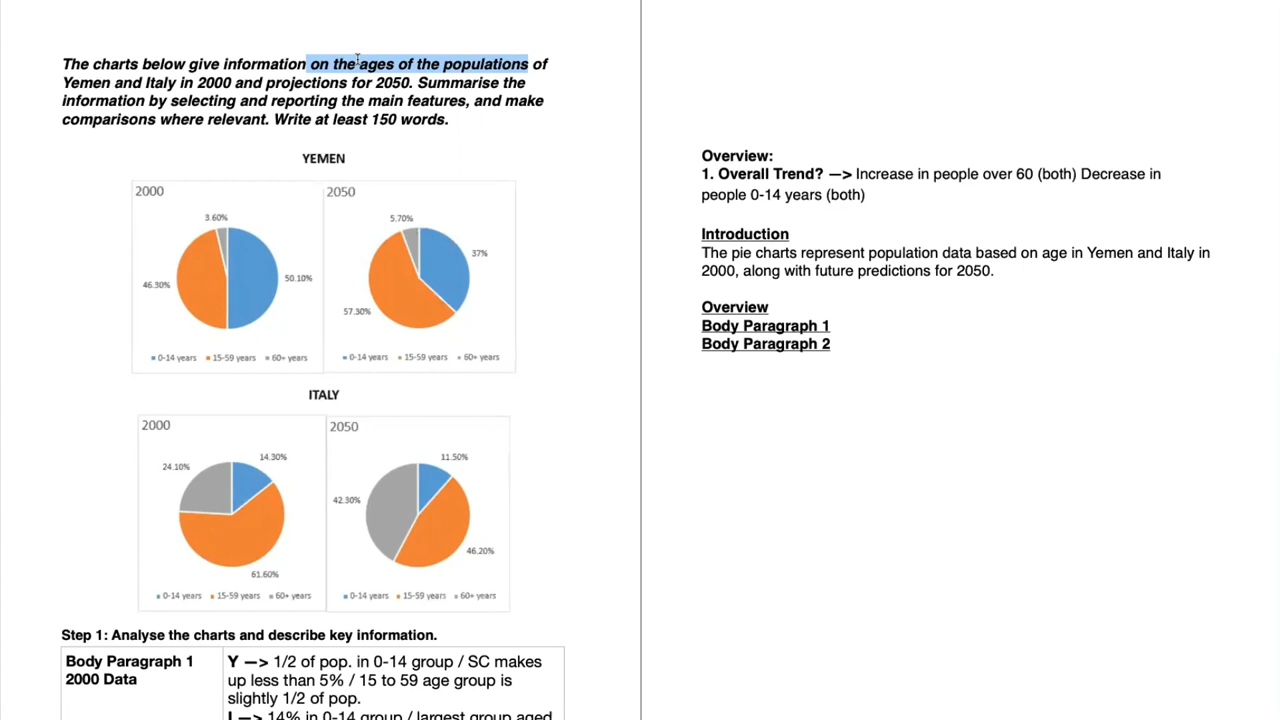 The charts below give information on the ages of the populations of
Yemen and Italy in 2000 and projections for 2050. Summarise the
information by selecting and reporting the main features, and make
comparisons where relevant. Write at least 150 words.
YEMEN
2000
3.60%
46.30%
50.10%
0-14 years 15-59 years 60+ years
2050
5.70%
37%
57.30%
0-14 years 15-59 years 60+ years
ITALY
2000
24.10%
14.30%
61.60%
0-14 years 15-59 years 60+ years
2050
11.50%
42.30%
46.20%
0-14 years 15-59 years 60+ years
Step 1: Analyse the charts and describe key information.
Body Paragraph 1
2000 Data
Y —> 1/2 of pop. in 0-14 group / SC makes
up less than 5% / 15 to 59 age group is
slightly 1/2 of pop.
I —> 14% in 0-14 group / largest group aged
Overview:
1. Overall Trend? —> Increase in people over 60 (both) Decrease in
people 0-14 years (both)
Introduction
The pie charts represent population data based on age in Yemen and Italy in
2000, along with future predictions for 2050.
Overview
Body Paragraph 1
Body Paragraph 2